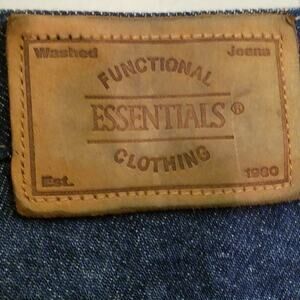 Washed Jeans
FUNCTIONAL
ESSENTIALS®
CLOTHING
Est. 1980